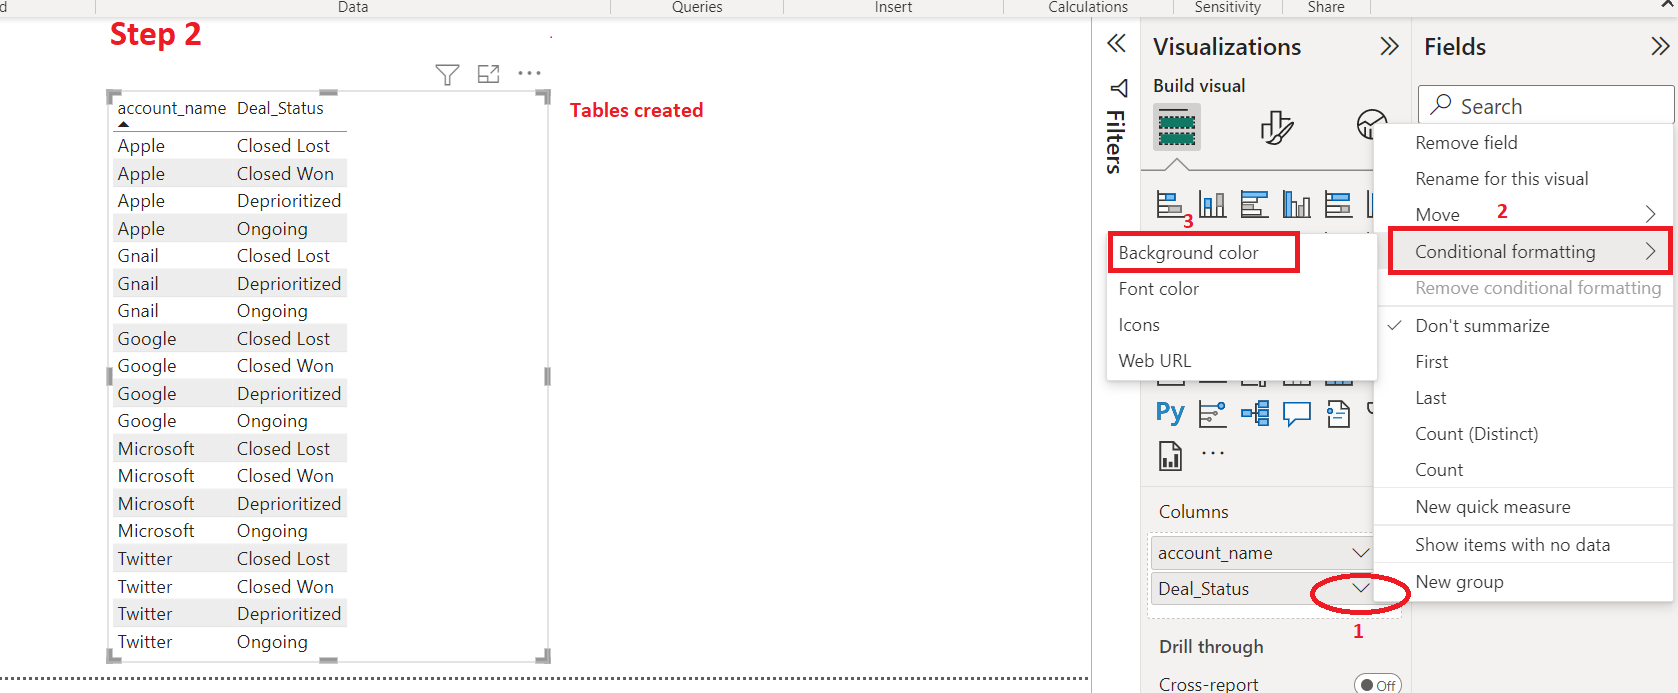 d
Data
Queries
Insert
Calculations
Sensitivity
Share
Step 2
Tables created
account_name Deal_Status
Apple Closed Lost
Apple Closed Won
Apple Deprioritized
Apple Ongoing
Gnail Closed Lost
Gnail Deprioritized
Gnail Ongoing
Google Closed Lost
Google Closed Won
Google Deprioritized
Google Ongoing
Microsoft Closed Lost
Microsoft Closed Won
Microsoft Deprioritized
Microsoft Ongoing
Twitter Closed Lost
Twitter Closed Won
Twitter Deprioritized
Twitter Ongoing
Filters
Visualizations
Build visual
3
Background color
Font color
Icons
Web URL
Py
Columns
account_name
Deal_Status
1
Drill through
Cross-report
Off
Fields
Search
Remove field
Rename for this visual
Move 2
Conditional formatting
Remove conditional formatting
Don't summarize
First
Last
Count (Distinct)
Count
New quick measure
Show items with no data
New group